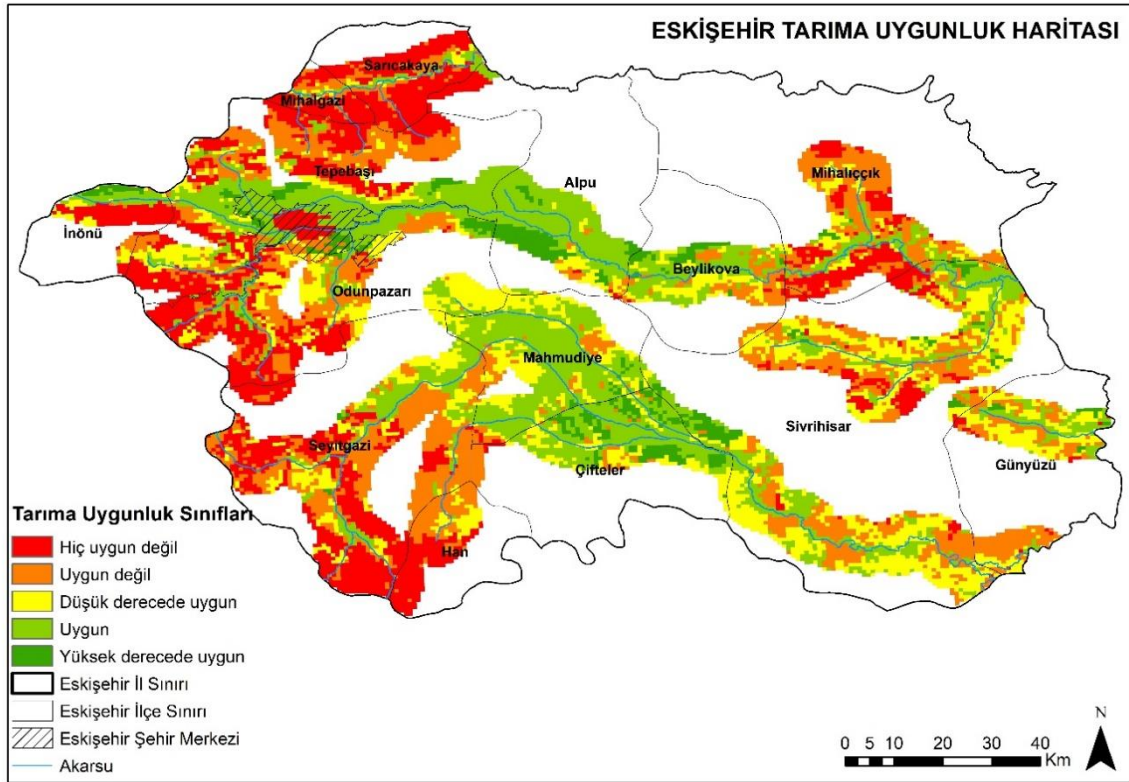 ESKİŞEHİR TARIMA UYGUNLUK HARİTASI
Sarıcakaya
Mihalgazi
Tepebaşı
Alpu
Mihalıççık
İnönü
Beylikova
Odunpazarı
Mahmudiye
Sivrihisar
Seyitgazi
Çifteler
Günyüzü
Han
Tarıma Uygunluk Sınıfları
Hiç uygun değil
Uygun değil
Düşük derecede uygun
Uygun
Yüksek derecede uygun
Eskişehir İl Sınırı
Eskişehir İlçe Sınırı
Eskişehir Şehir Merkezi
Akarsu
N
0 5 10 20 30 40
Km